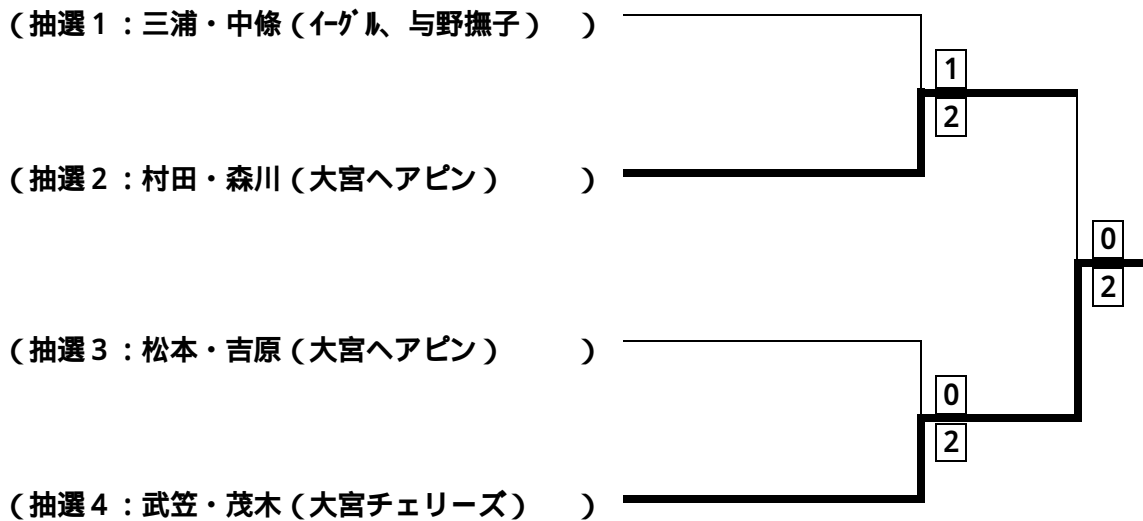 (抽選1:三浦・中條(イーグル、与野撫子) )
1
2
(抽選2:村田・森川(大宮ヘアピン) )
0
2
(抽選3:松本・吉原(大宮ヘアピン) )
0
2
(抽選4:武笠・茂木(大宮チェリーズ) )